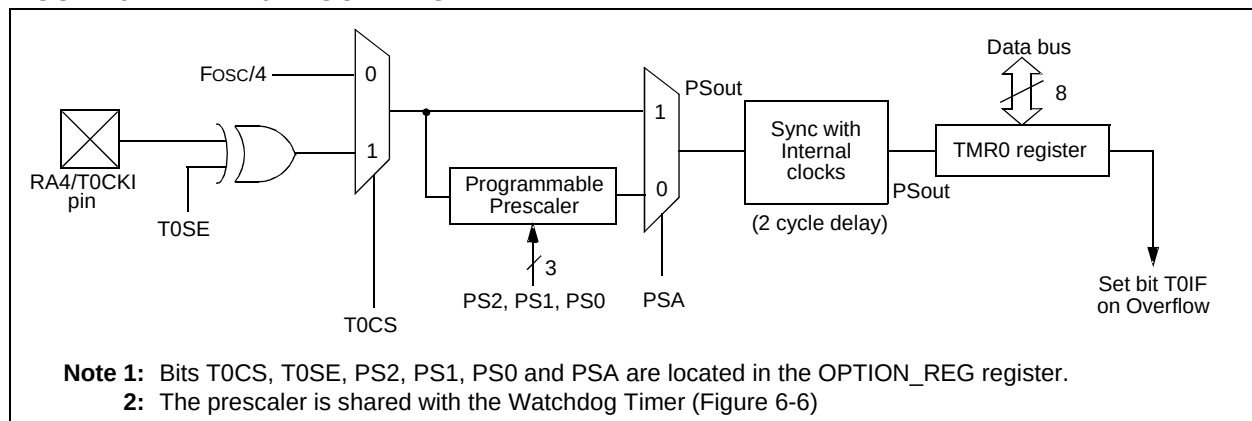 Data bus
FOSC/4
0
PSout
8
1
Sync with
Internal
clocks
TMR0 register
1
RA4/T0CKI
pin
Programmable
Prescaler
0
PSout
T0SE
(2 cycle delay)
3
PS2, PS1, PS0
PSA
Set bit T0IF
on Overflow
T0CS
Note 1: Bits T0CS, T0SE, PS2, PS1, PS0 and PSA are located in the OPTION_REG register.
2: The prescaler is shared with the Watchdog Timer (Figure 6-6)